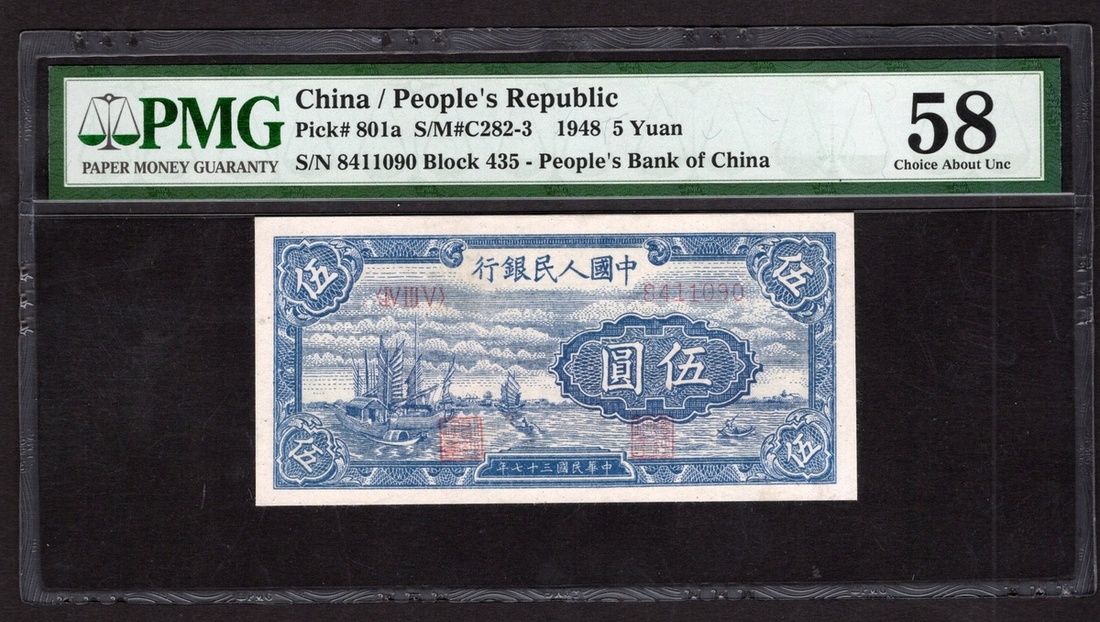 PMG
PAPER MONEY GUARANTY
China / People's Republic
Pick# 801a S/M#C282-3 1948 5 Yuan
S/N 8411090 Block 435 - People's Bank of China
58
Choice About Unc
伍
行銀民人國中
伍
〈ⅣⅢⅤ〉
8411090
圓伍
伍
年七十三國民華中
伍